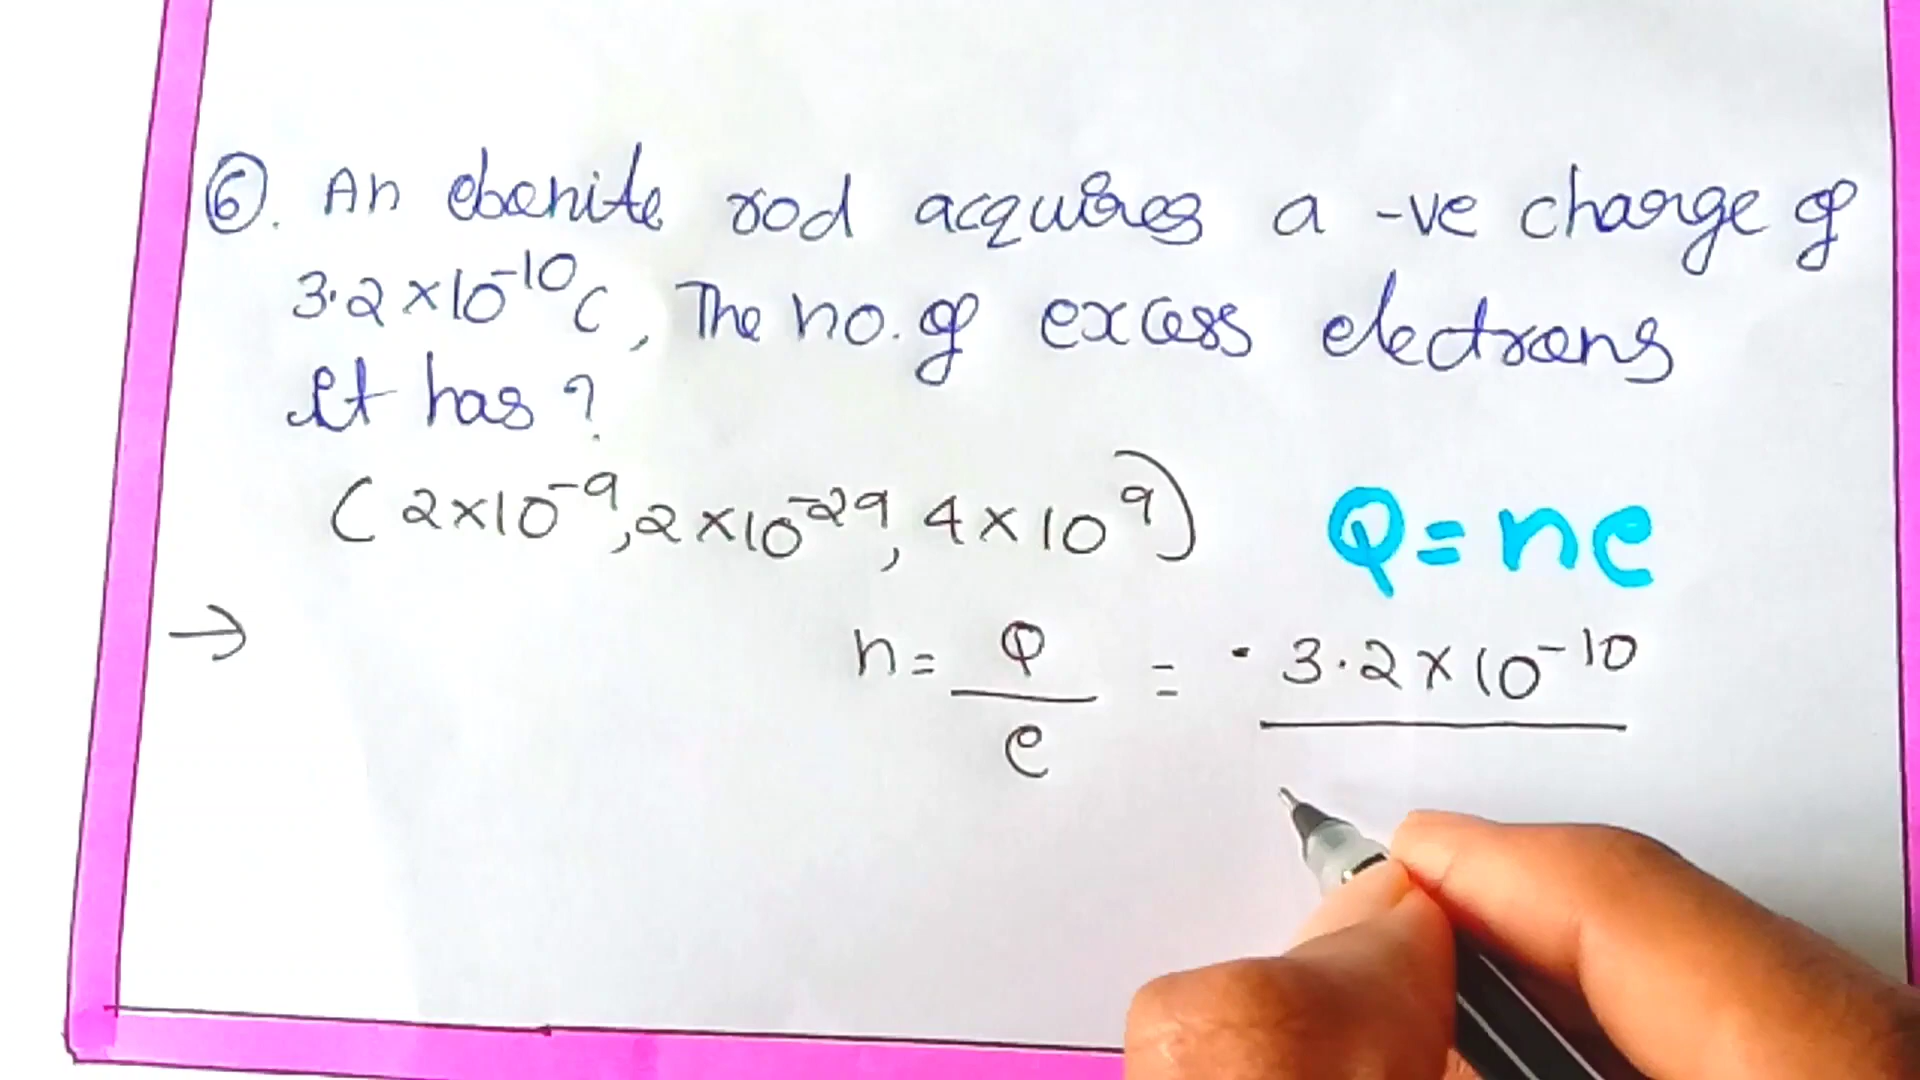 6. An ebonite rod acquires a -ve charge of
3.2×10⁻¹⁰C, The no. of excess electrons
it has?
(2×10⁻⁹, 2×10⁻²⁹, 4×10⁹)
Q=ne
→ n = Q/e = - 3.2×10⁻¹⁰